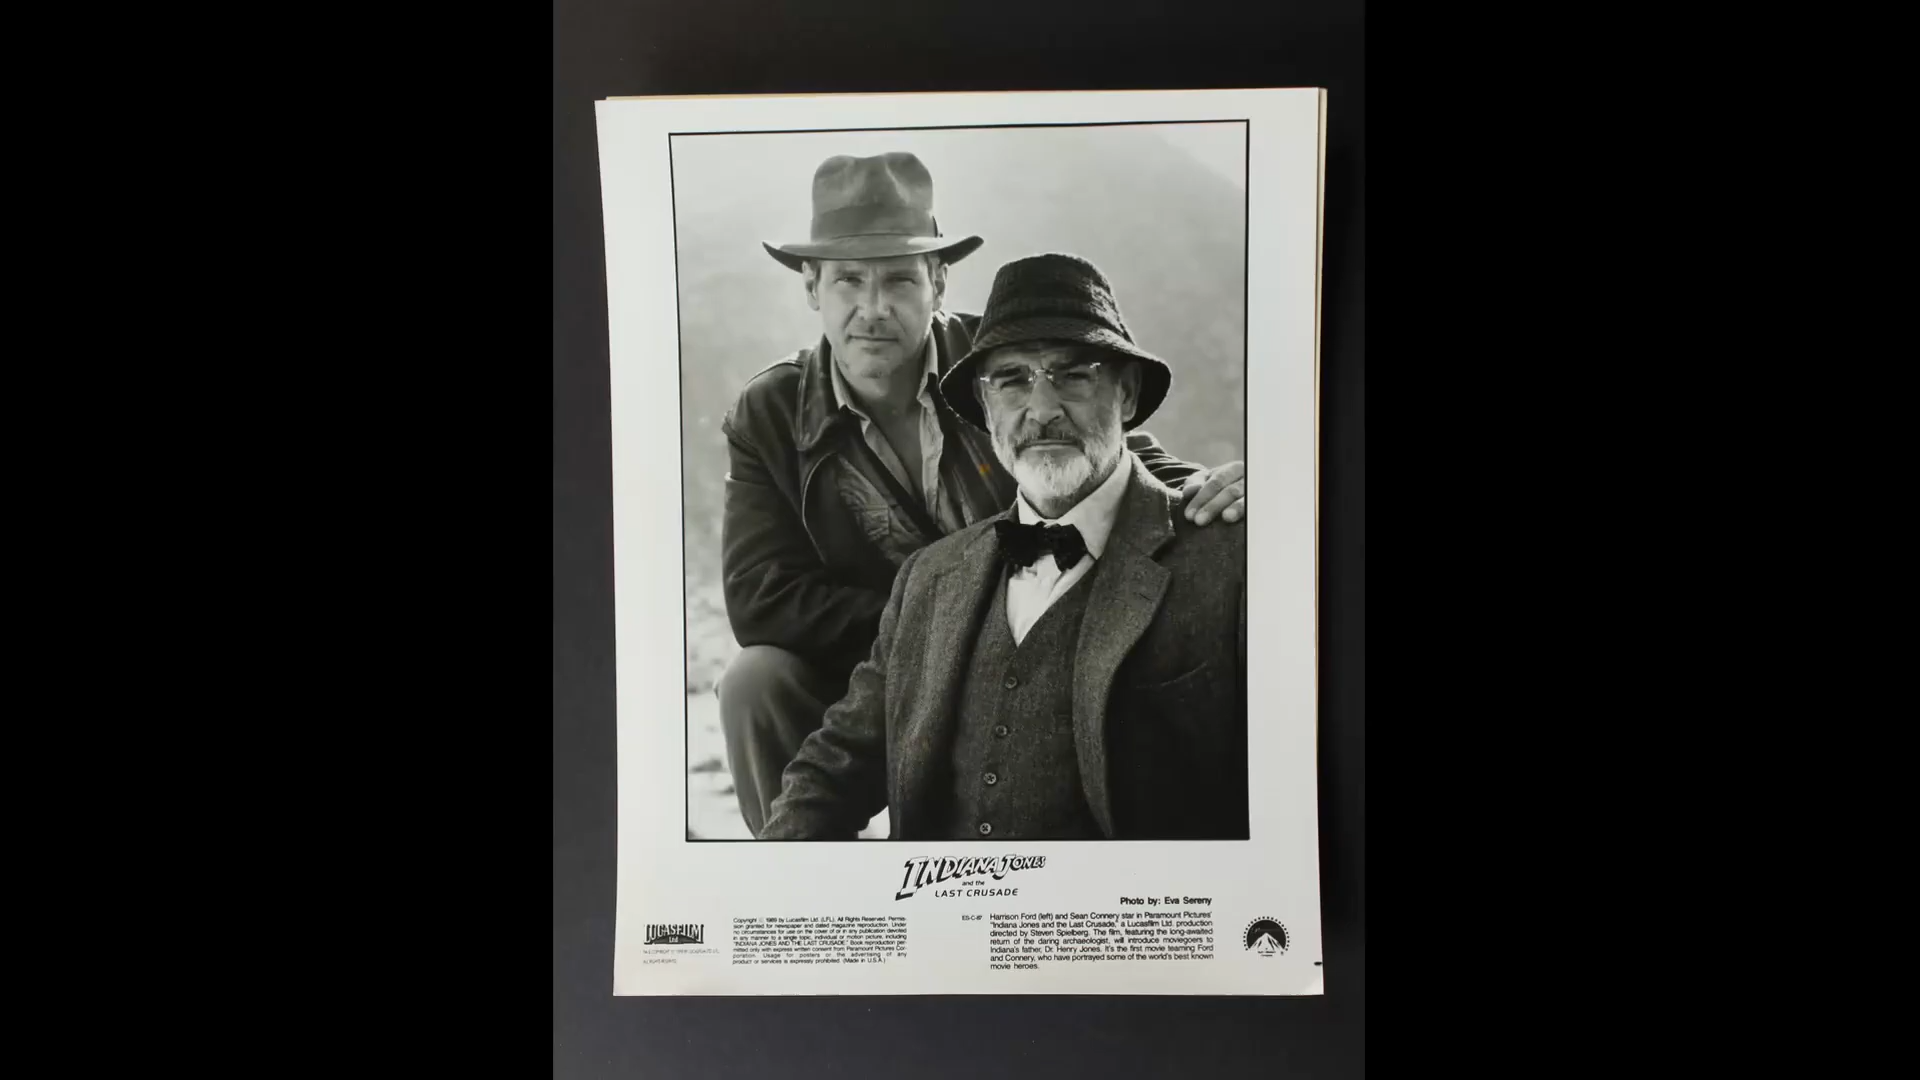 INDIANA JONES
and the
LAST CRUSADE
Photo by: Eva Sereny
LUCASFILM
Ltd
Copyright © 1989 by Lucasfilm Ltd. (LFL). All Rights Reserved. Permis-
sion granted for newspaper and dated magazine reproduction. Under
no circumstances for use on the cover of or in any publication devoted
in any manner to a single topic, individual or motion picture, including
"INDIANA JONES AND THE LAST CRUSADE." Book reproduction per-
mitted only with express written consent from Paramount Pictures Cor-
poration. Usage for posters or the advertising of any
product or services is expressly prohibited. (Made in U.S.A.)
ES-C-87
Harrison Ford (left) and Sean Connery star in Paramount Pictures'
"Indiana Jones and the Last Crusade," a Lucasfilm Ltd. production
directed by Steven Spielberg. The film, featuring the long-awaited
return of the daring archaeologist, will introduce moviegoers to
Indiana's father, Dr. Henry Jones. It's the first movie teaming Ford
and Connery, who have portrayed some of the world's best known
movie heroes.